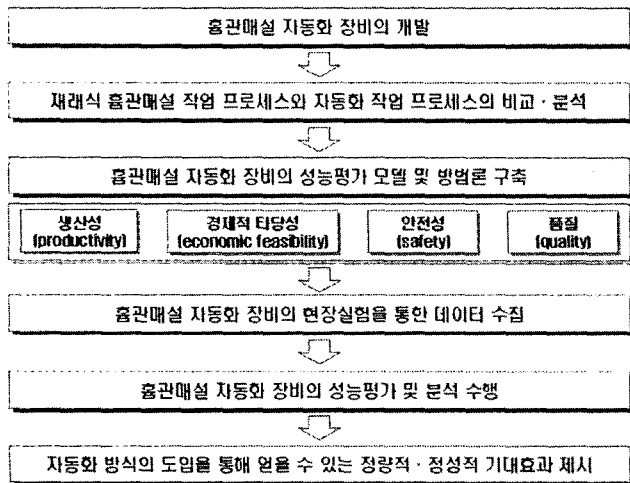 흄관매설 자동화 장비의 개발
재래식 흄관매설 작업 프로세스와 자동화 작업 프로세스의 비교 · 분석
흄관매설 자동화 장비의 성능평가 모델 및 방법론 구축
생산성
(productivity)
경제적 타당성
(economic feasibility)
안전성
(safety)
품질
(quality)
흄관매설 자동화 장비의 현장실험을 통한 데이터 수집
흄관매설 자동화 장비의 성능평가 및 분석 수행
자동화 방식의 도입을 통해 얻을 수 있는 정량적 · 정성적 기대효과 제시